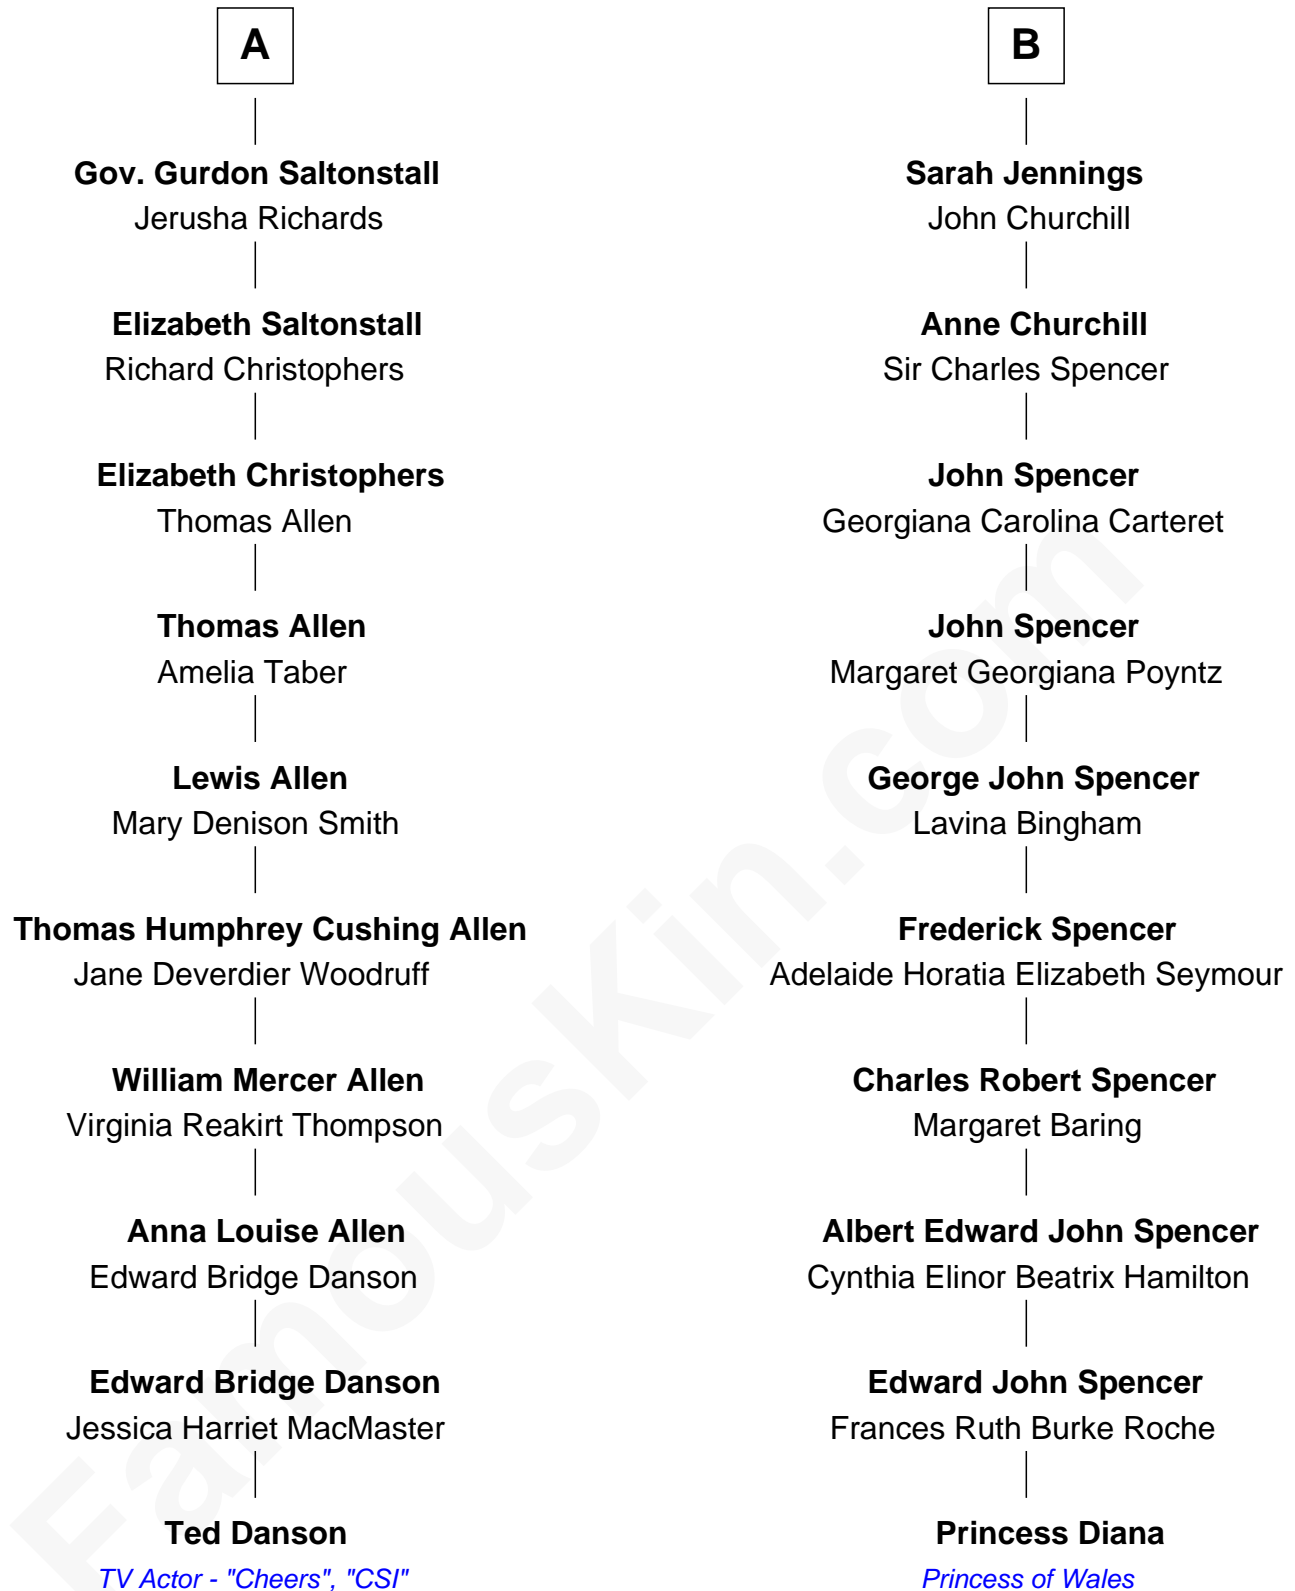 A
Gov. Gurdon Saltonstall
Jerusha Richards
Elizabeth Saltonstall
Richard Christophers
Elizabeth Christophers
Thomas Allen
Thomas Allen
Amelia Taber
Lewis Allen
Mary Denison Smith
Thomas Humphrey Cushing Allen
Jane Deverdier Woodruff
William Mercer Allen
Virginia Reakirt Thompson
Anna Louise Allen
Edward Bridge Danson
Edward Bridge Danson
Jessica Harriet MacMaster
Ted Danson
TV Actor - "Cheers", "CSI"
B
Sarah Jennings
John Churchill
Anne Churchill
Sir Charles Spencer
John Spencer
Georgiana Carolina Carteret
John Spencer
Margaret Georgiana Poyntz
George John Spencer
Lavina Bingham
Frederick Spencer
Adelaide Horatia Elizabeth Seymour
Charles Robert Spencer
Margaret Baring
Albert Edward John Spencer
Cynthia Elinor Beatrix Hamilton
Edward John Spencer
Frances Ruth Burke Roche
Princess Diana
Princess of Wales
FamousKin.com